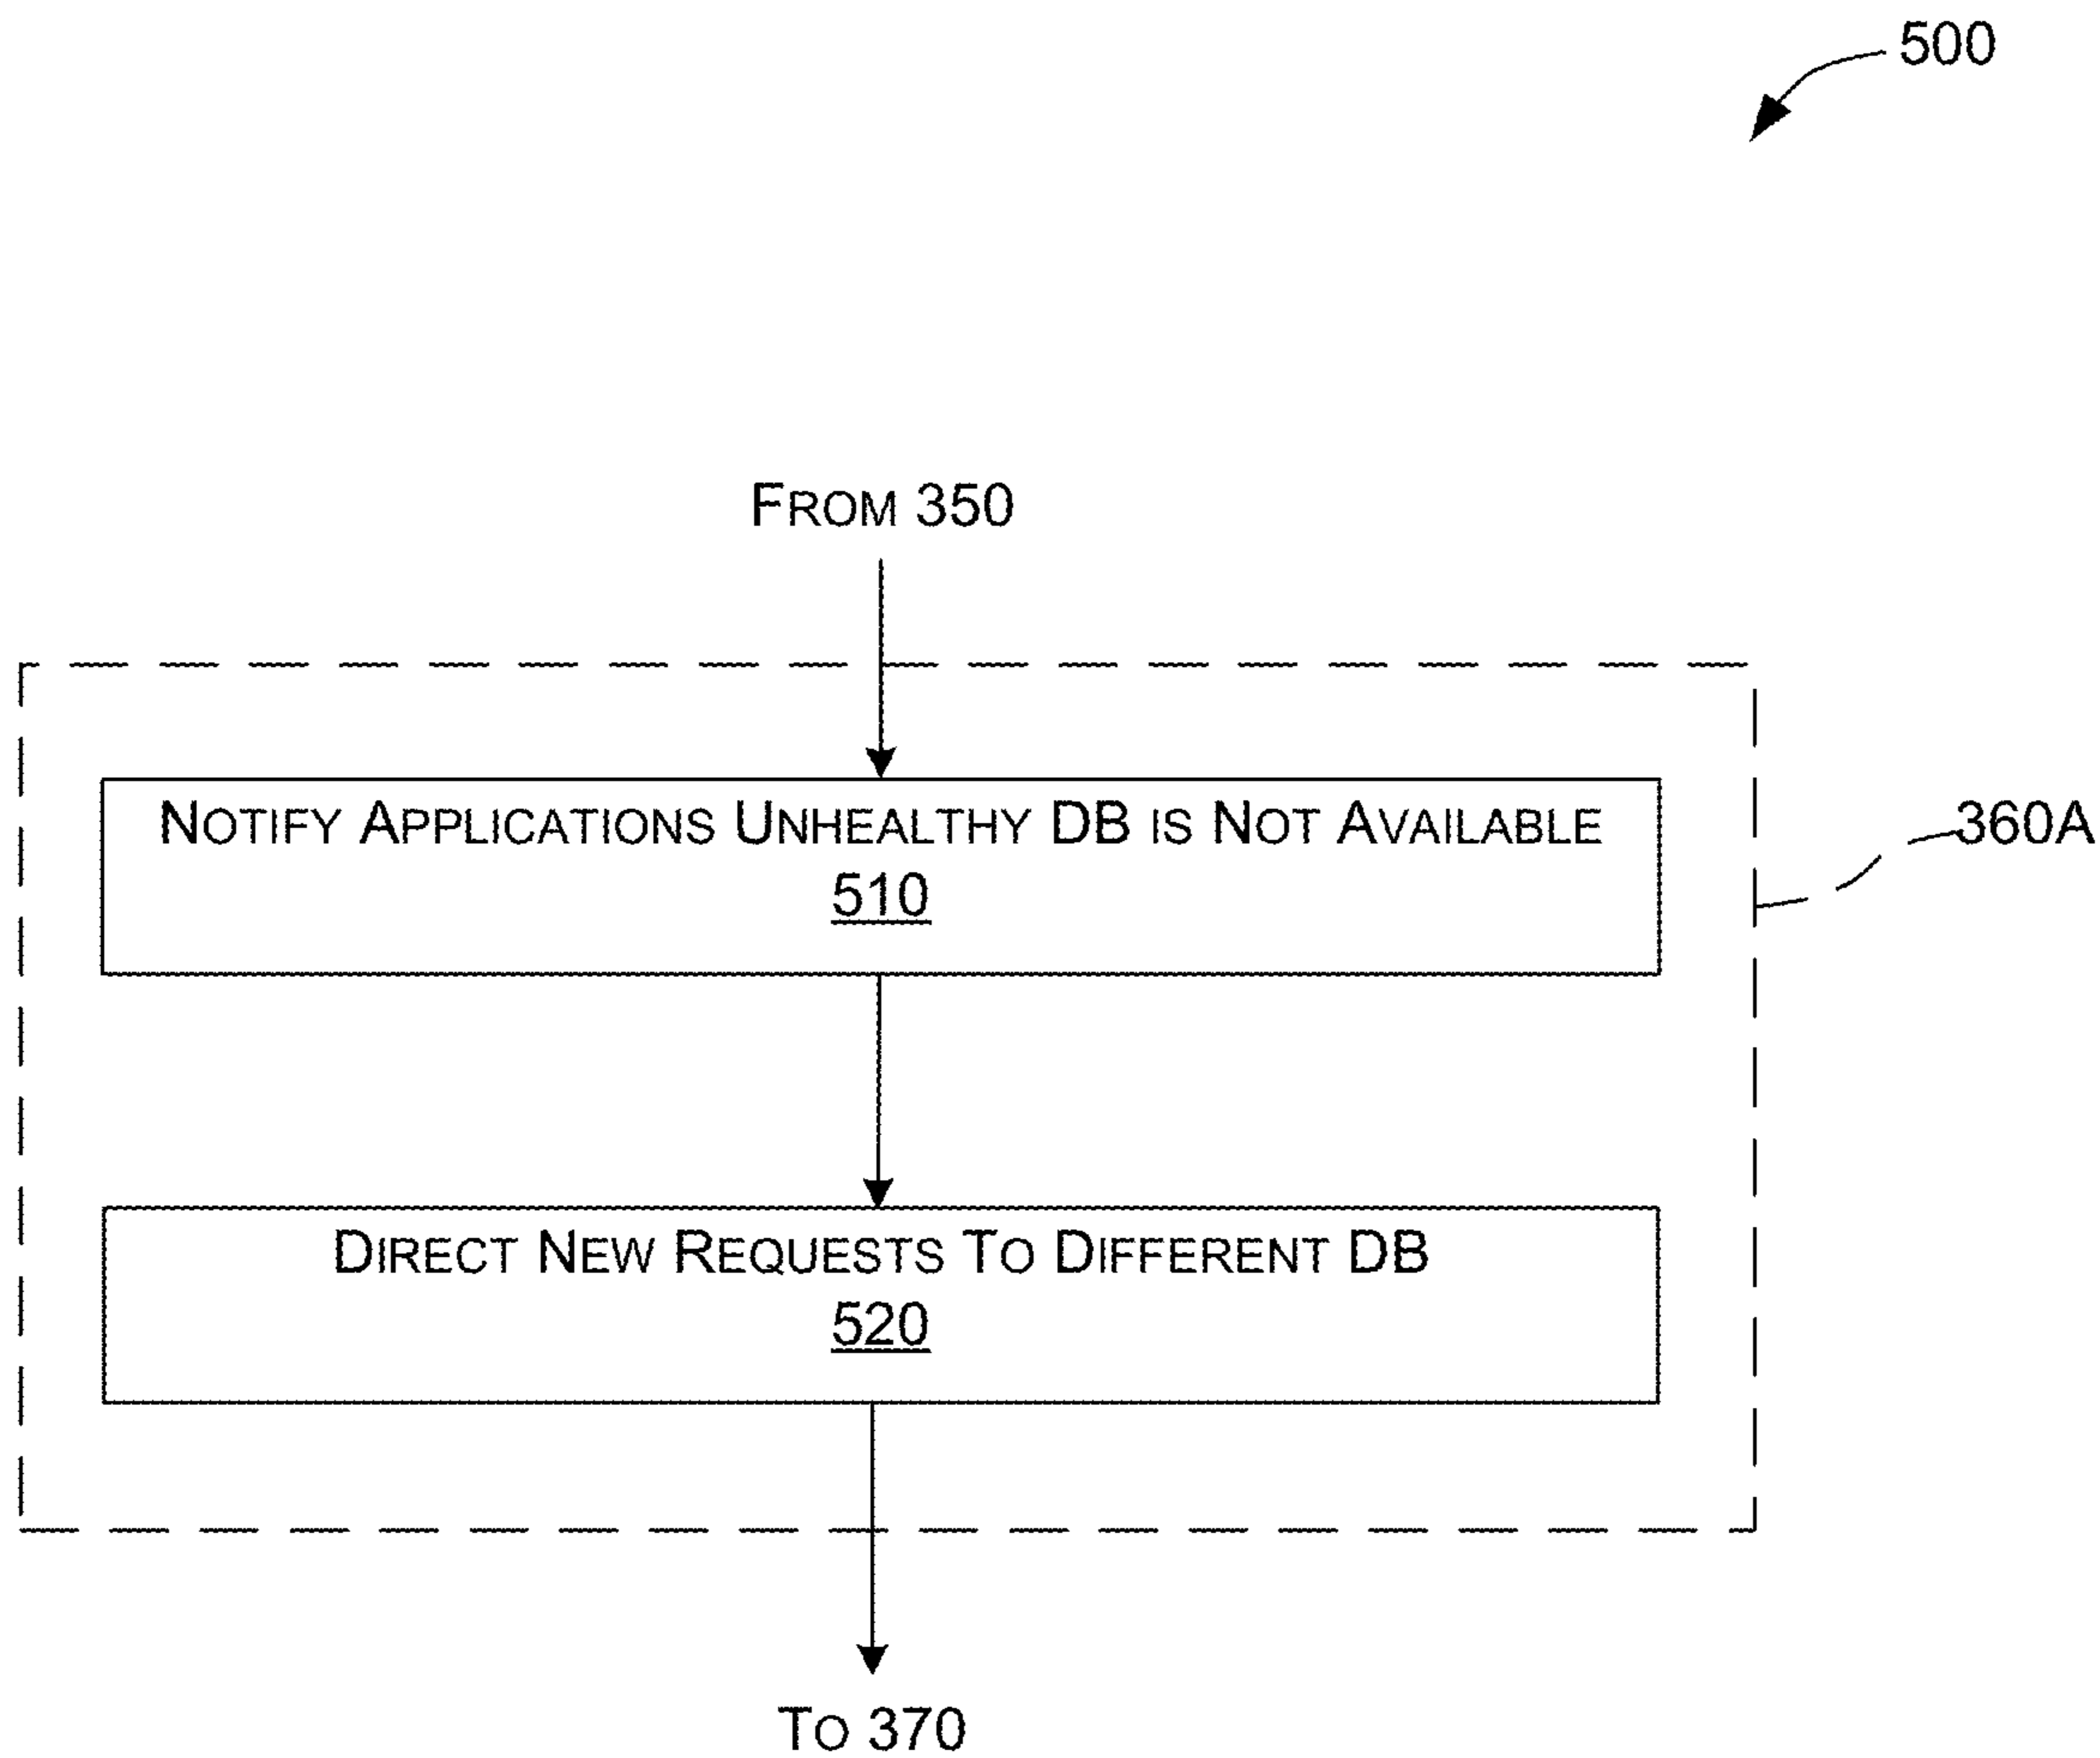 500
FROM 350
NOTIFY APPLICATIONS UNHEALTHY DB IS NOT AVAILABLE
510
360A
DIRECT NEW REQUESTS TO DIFFERENT DB
520
TO 370